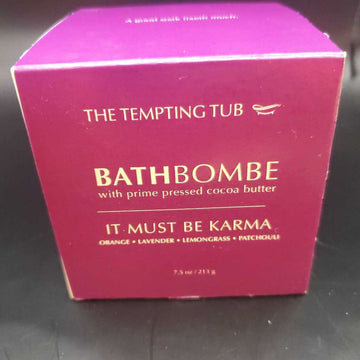 THE TEMPTING TUB
BATHBOMBE
with prime pressed cocoa butter
IT MUST BE KARMA
ORANGE • LAVENDER • LEMONGRASS • PATCHOULI
7.5 oz / 213 g